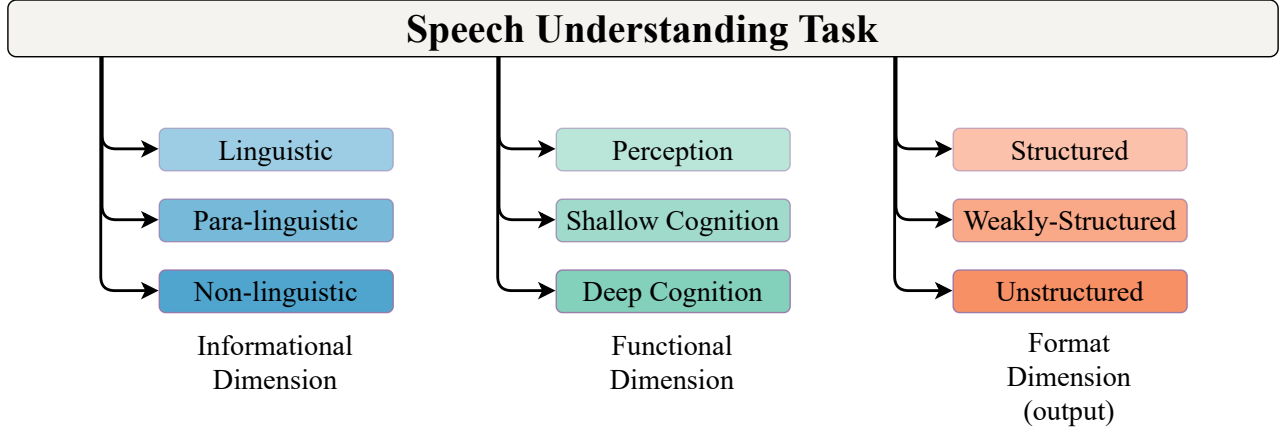 Speech Understanding Task
Linguistic
Para-linguistic
Non-linguistic
Informational
Dimension
Perception
Shallow Cognition
Deep Cognition
Functional
Dimension
Structured
Weakly-Structured
Unstructured
Format
Dimension
(output)